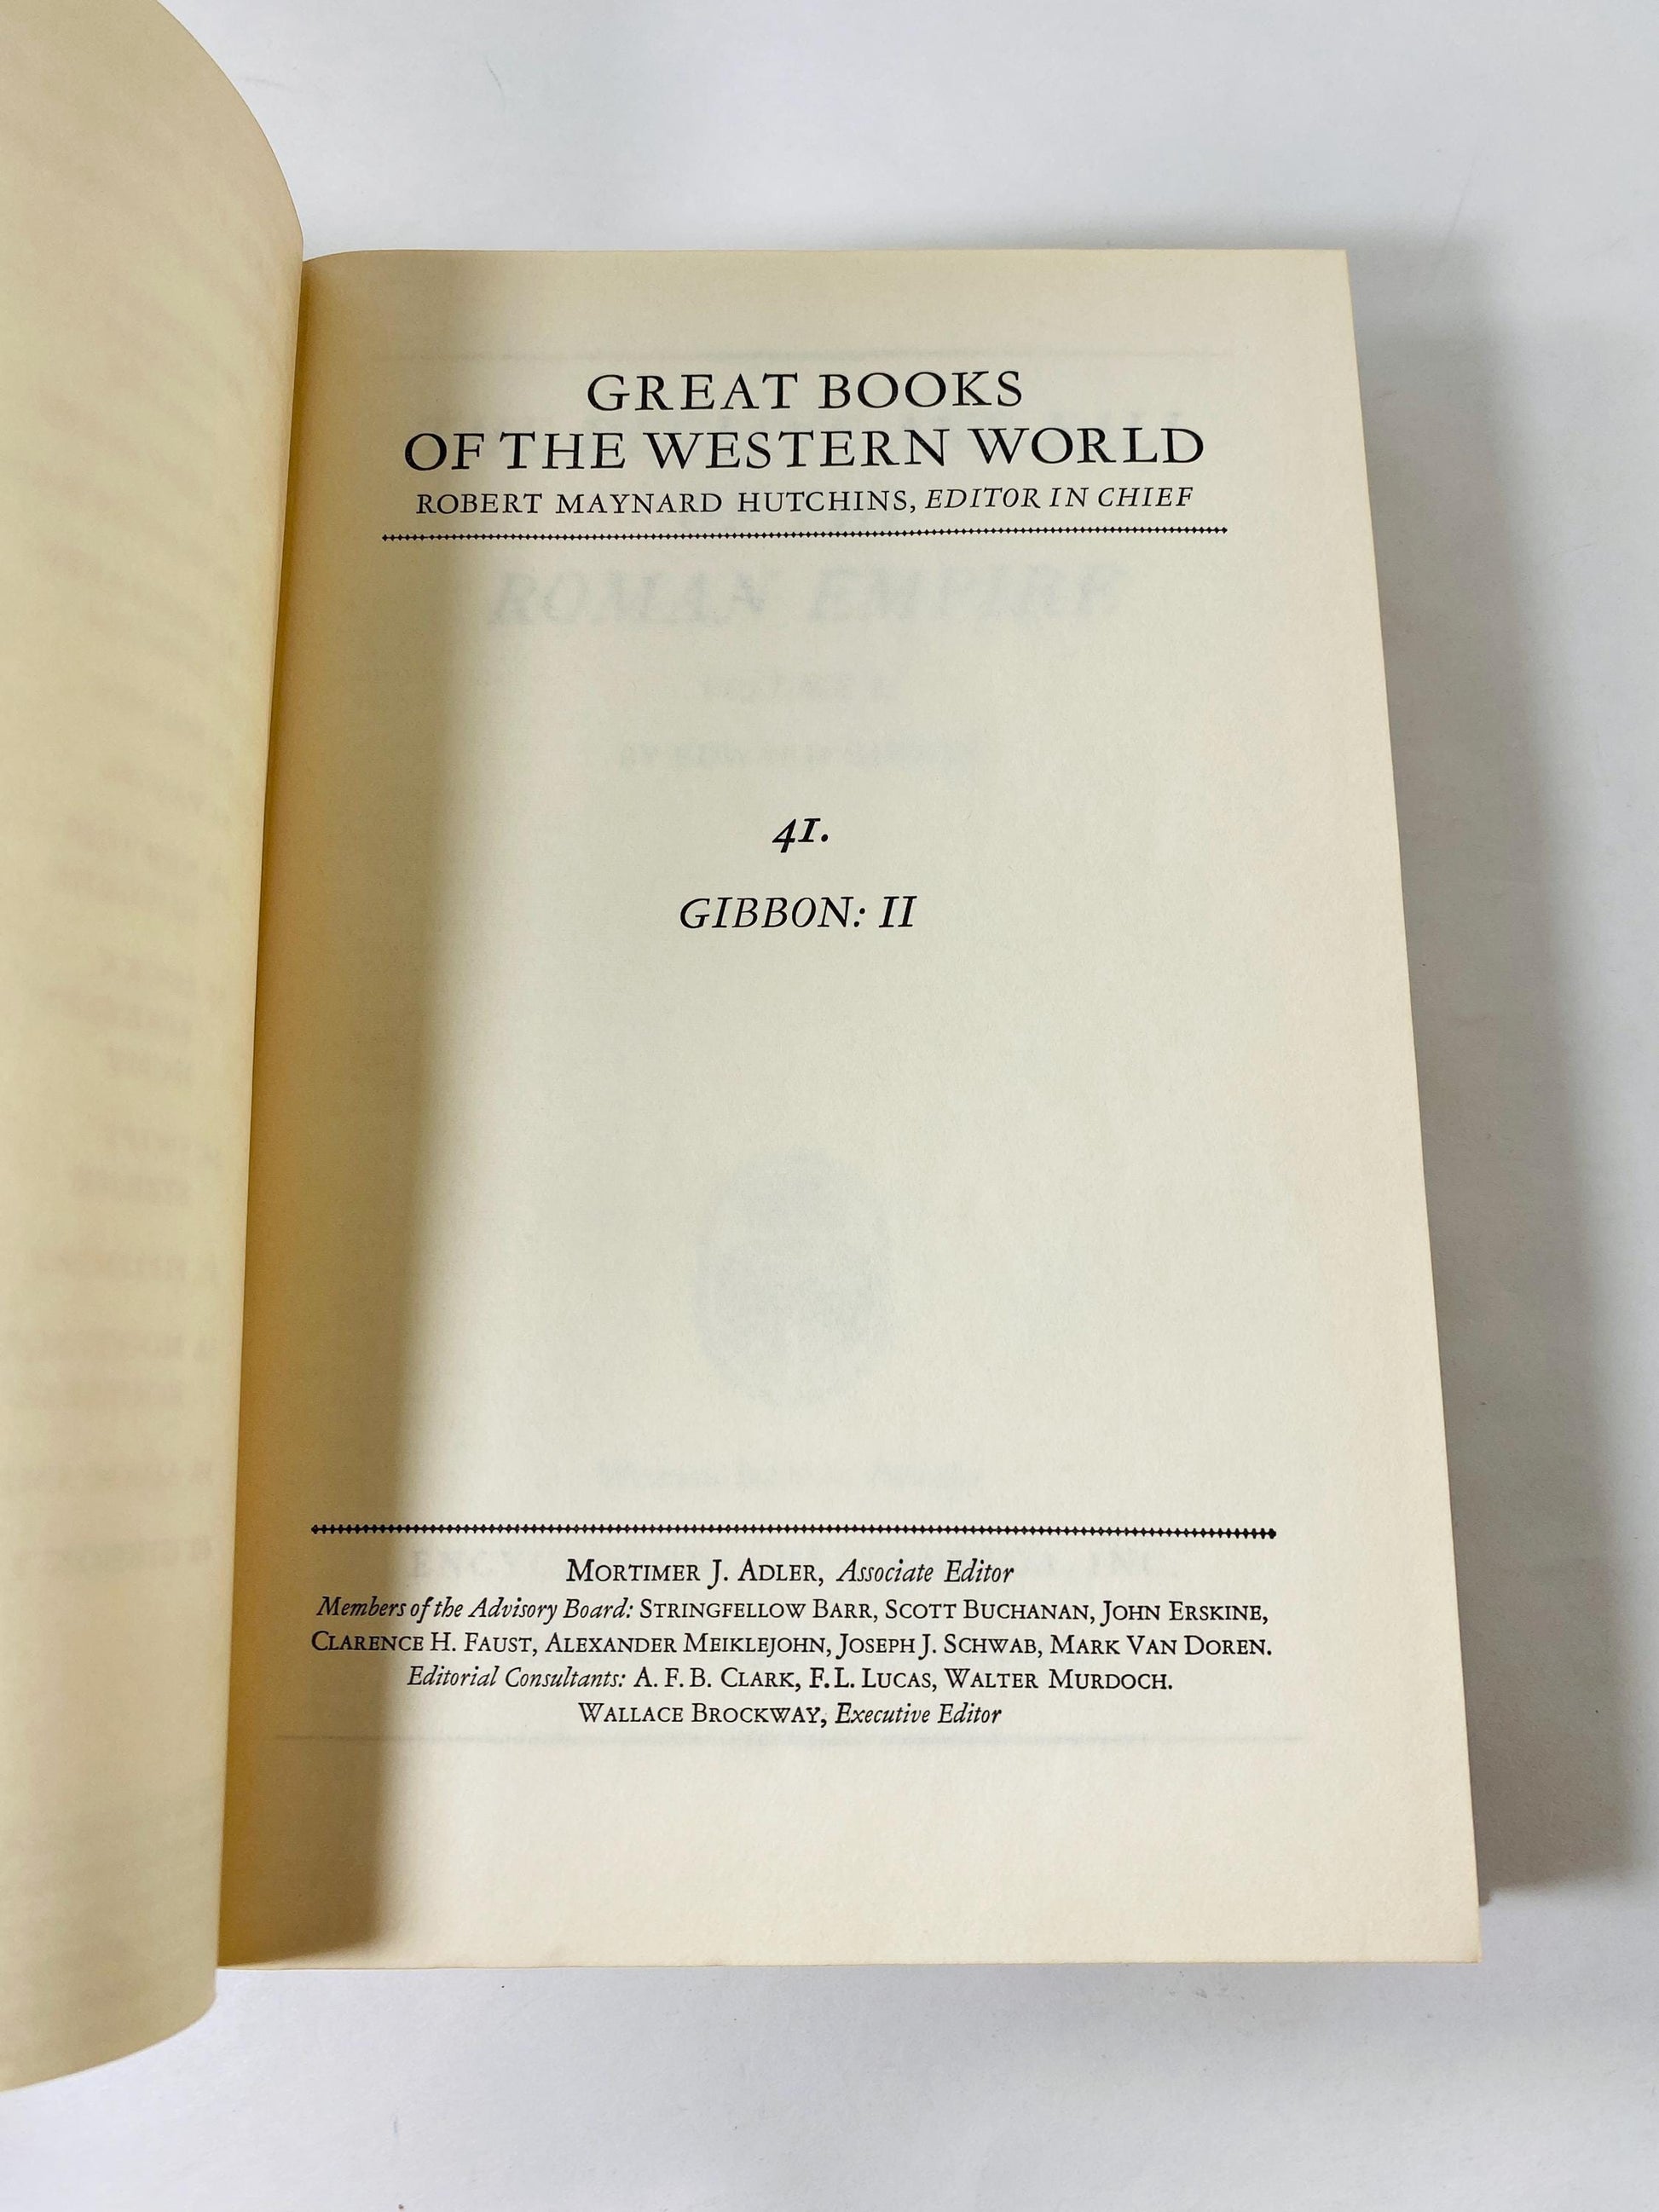 GREAT BOOKS
OF THE WESTERN WORLD
ROBERT MAYNARD HUTCHINS, EDITOR IN CHIEF
ROMAN EMPIRE
41.
GIBBON: II
MORTIMER J. ADLER, Associate Editor
Members of the Advisory Board: STRINGFELLOW BARR, SCOTT BUCHANAN, JOHN ERSKINE,
CLARENCE H. FAUST, ALEXANDER MEIKLEJOHN, JOSEPH J. SCHWAB, MARK VAN DOREN.
Editorial Consultants: A. F. B. CLARK, F. L. LUCAS, WALTER MURDOCH.
WALLACE BROCKWAY, Executive Editor